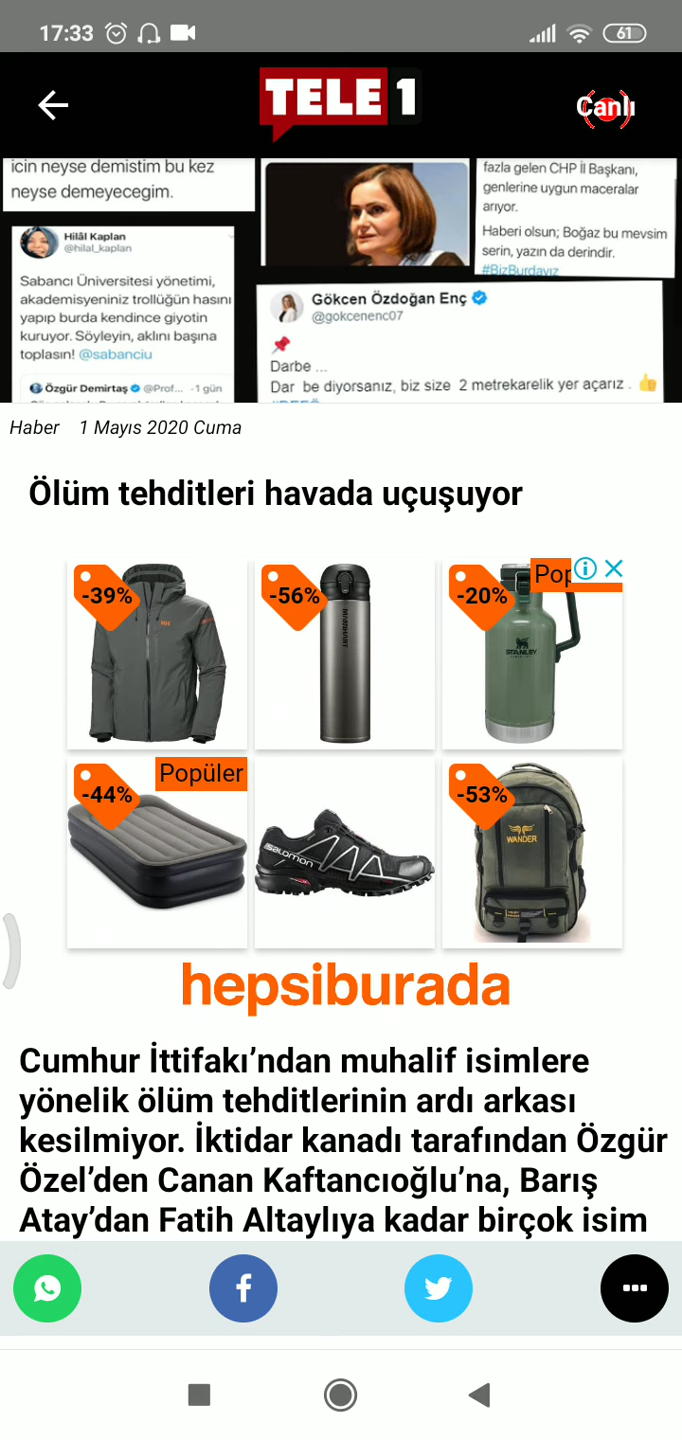 17:33
61
TELE 1
Canlı
icin neyse demistim bu kez
neyse demeyecegim.
fazla gelen CHP İl Başkanı,
genlerine uygun maceralar
arıyor.
Haberi olsun; Boğaz bu mevsim
serin, yazın da derindir.
#BizBurdayız
Hilâl Kaplan
@hilal_kaplan
Sabancı Üniversitesi yönetimi,
akademisyeniniz trollüğün hasını
yapıp burda kendince giyotin
kuruyor. Söyleyin, aklını başına
toplasın! @sabanciu
Özgür Demirtaş @Prof... · 1 gün
Gökcen Özdoğan Enç
@gokcenenc07
Darbe ...
Dar be diyorsanız, biz size 2 metrekarelik yer açarız .
Haber 1 Mayıs 2020 Cuma
Ölüm tehditleri havada uçuşuyor
-39%
-56%
-20%
STANLEY
-44%
Popüler
salomon
-53%
WANDER
hepsiburada
Cumhur İttifakı’ndan muhalif isimlere
yönelik ölüm tehditlerinin ardı arkası
kesilmiyor. İktidar kanadı tarafından Özgür
Özel’den Canan Kaftancıoğlu’na, Barış
Atay’dan Fatih Altaylıya kadar birçok isim